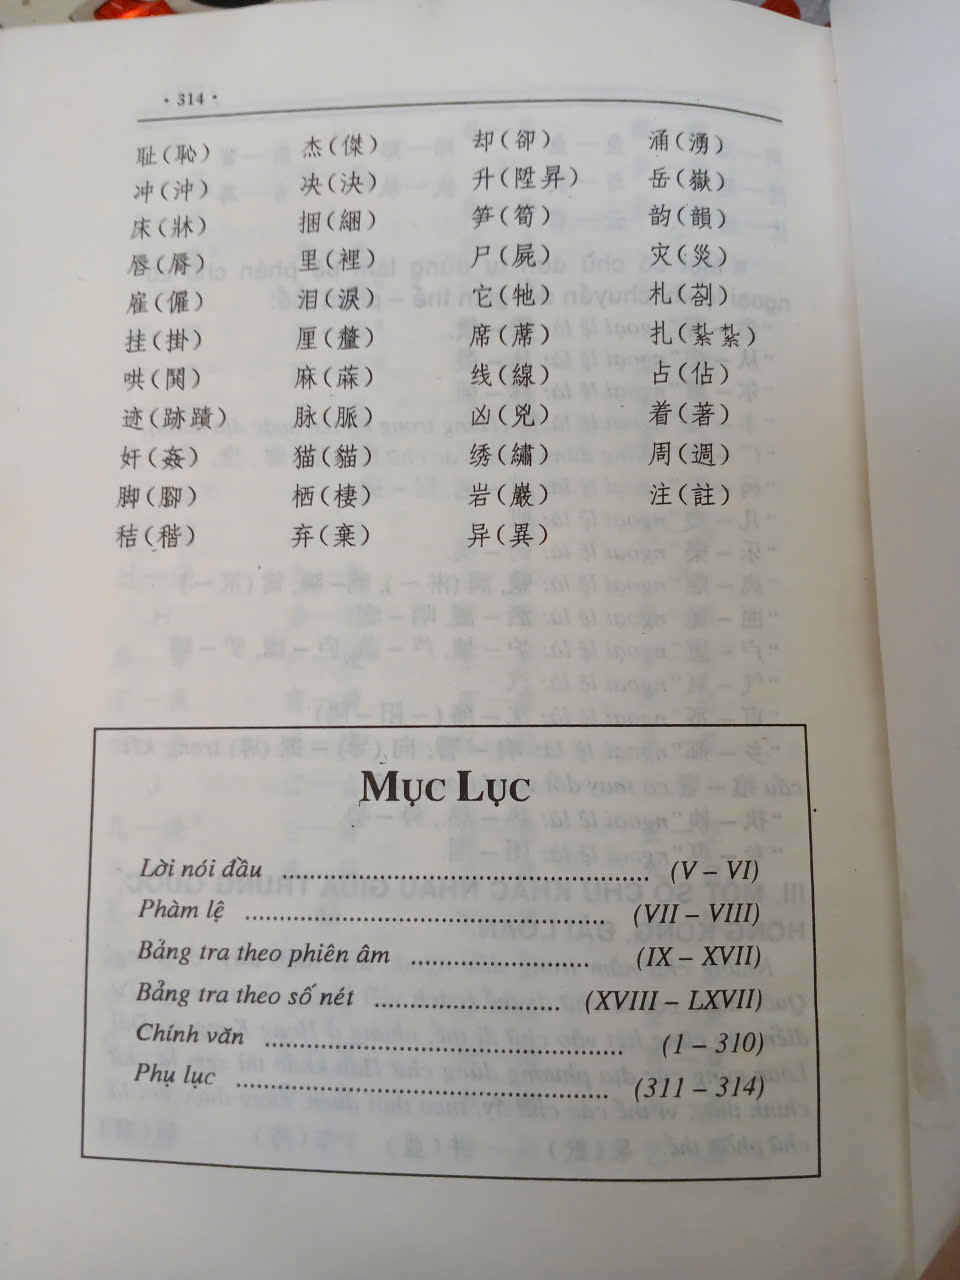 • 314 •
耻(恥) 杰(傑) 却(卻) 涌(湧)
冲(沖) 决(決) 升(陞昇) 岳(嶽)
床(牀) 捆(綑) 笋(筍) 韵(韻)
唇(脣) 里(裡) 尸(屍) 灾(災)
雇(僱) 泪(淚) 它(牠) 札(剳)
挂(掛) 厘(釐) 席(蓆) 扎(紮紥)
哄(鬨) 麻(蔴) 线(線) 占(佔)
迹(跡蹟) 脉(脈) 凶(兇) 着(著)
奸(姦) 猫(貓) 绣(繡) 周(週)
脚(腳) 栖(棲) 岩(巖) 注(註)
秸(稭) 弃(棄) 异(異)
MỤC LỤC
Lời nói đầu ........................................................ (V – VI)
Phàm lệ ........................................................ (VII – VIII)
Bảng tra theo phiên âm ........................... (IX – XVII)
Bảng tra theo số nét ........................... (XVIII – LXVII)
Chính văn ...................................................... (1 – 310)
Phụ lục ........................................................ (311 – 314)